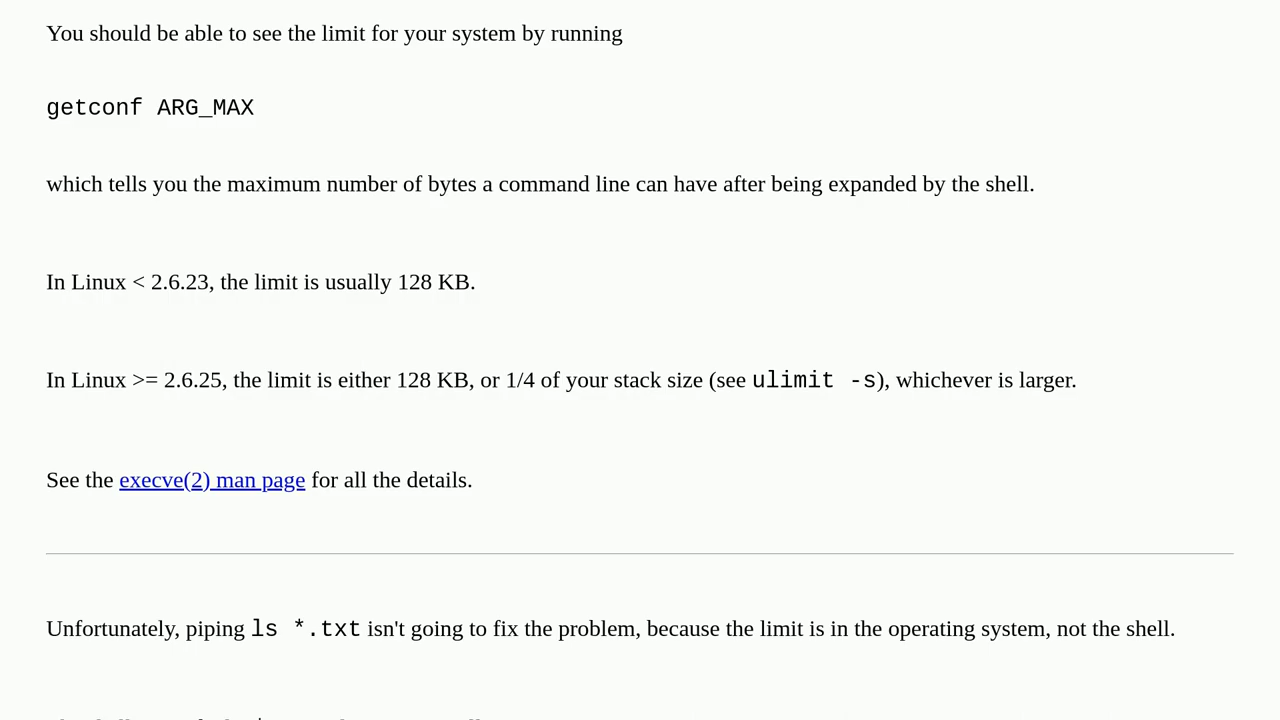 You should be able to see the limit for your system by running
getconf ARG_MAX
which tells you the maximum number of bytes a command line can have after being expanded by the shell.
In Linux < 2.6.23, the limit is usually 128 KB.
In Linux >= 2.6.25, the limit is either 128 KB, or 1/4 of your stack size (see ulimit -s), whichever is larger.
See the execve(2) man page for all the details.
Unfortunately, piping ls *.txt isn't going to fix the problem, because the limit is in the operating system, not the shell.